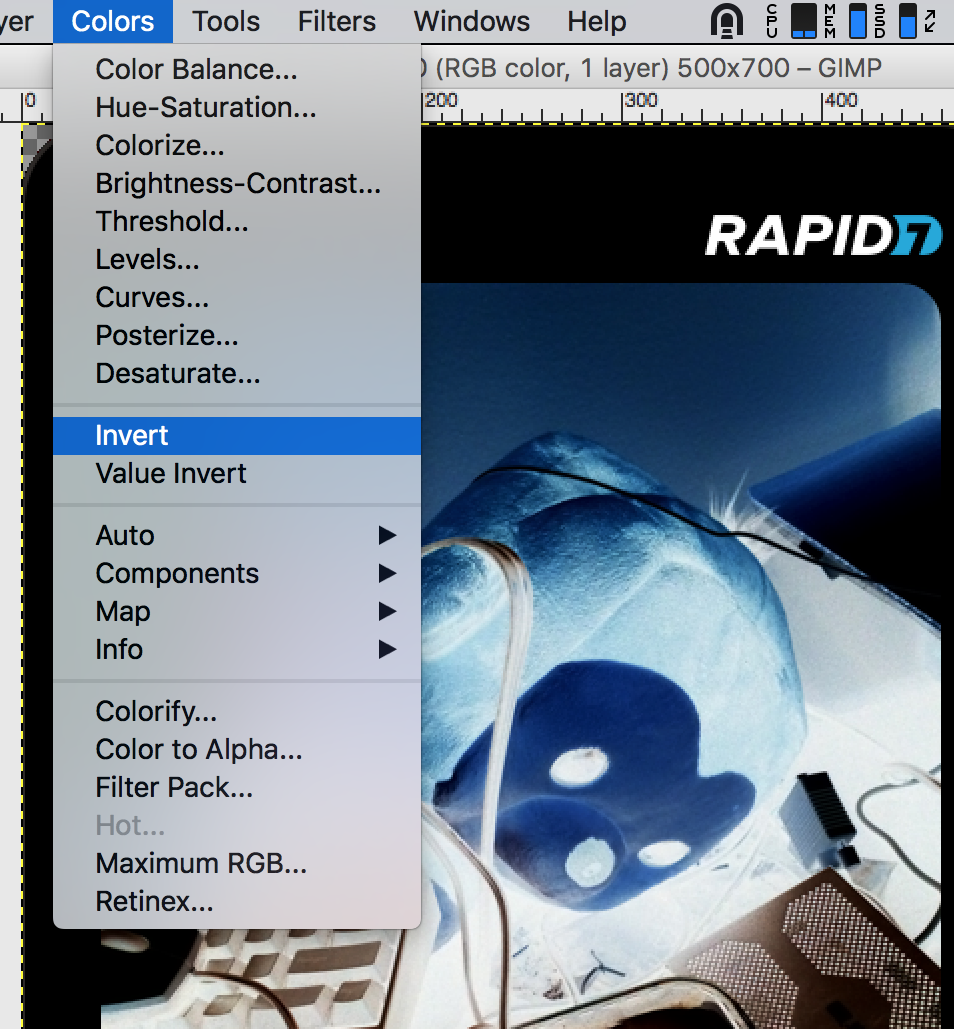 yer Colors Tools Filters Windows Help CPU MEM SSD
0 (RGB color, 1 layer) 500x700 – GIMP
0 200 300 400
Color Balance...
Hue-Saturation...
Colorize...
Brightness-Contrast...
Threshold...
Levels...
Curves...
Posterize...
Desaturate...
Invert
Value Invert
Auto
Components
Map
Info
Colorify...
Color to Alpha...
Filter Pack...
Hot...
Maximum RGB...
Retinex...
RAPID7